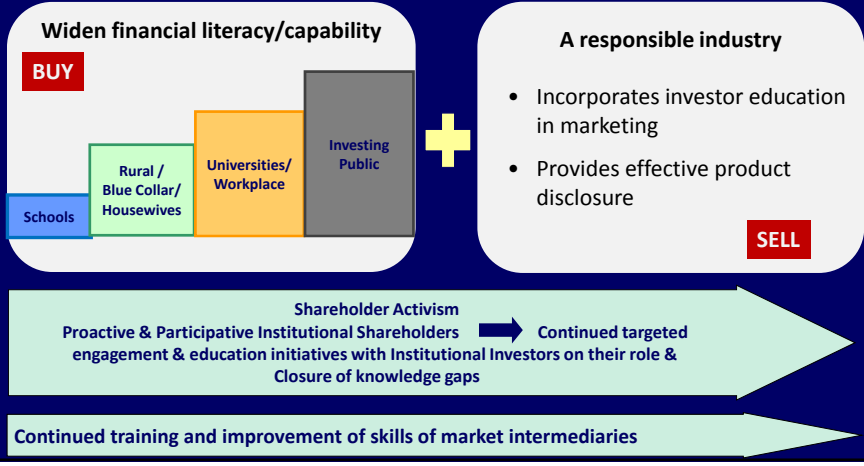 Widen financial literacy/capability
BUY
Schools
Rural /
Blue Collar/
Housewives
Universities/
Workplace
Investing
Public
A responsible industry
• Incorporates investor education
in marketing
• Provides effective product
disclosure
SELL
Shareholder Activism
Proactive & Participative Institutional Shareholders Continued targeted
engagement & education initiatives with Institutional Investors on their role &
Closure of knowledge gaps
Continued training and improvement of skills of market intermediaries